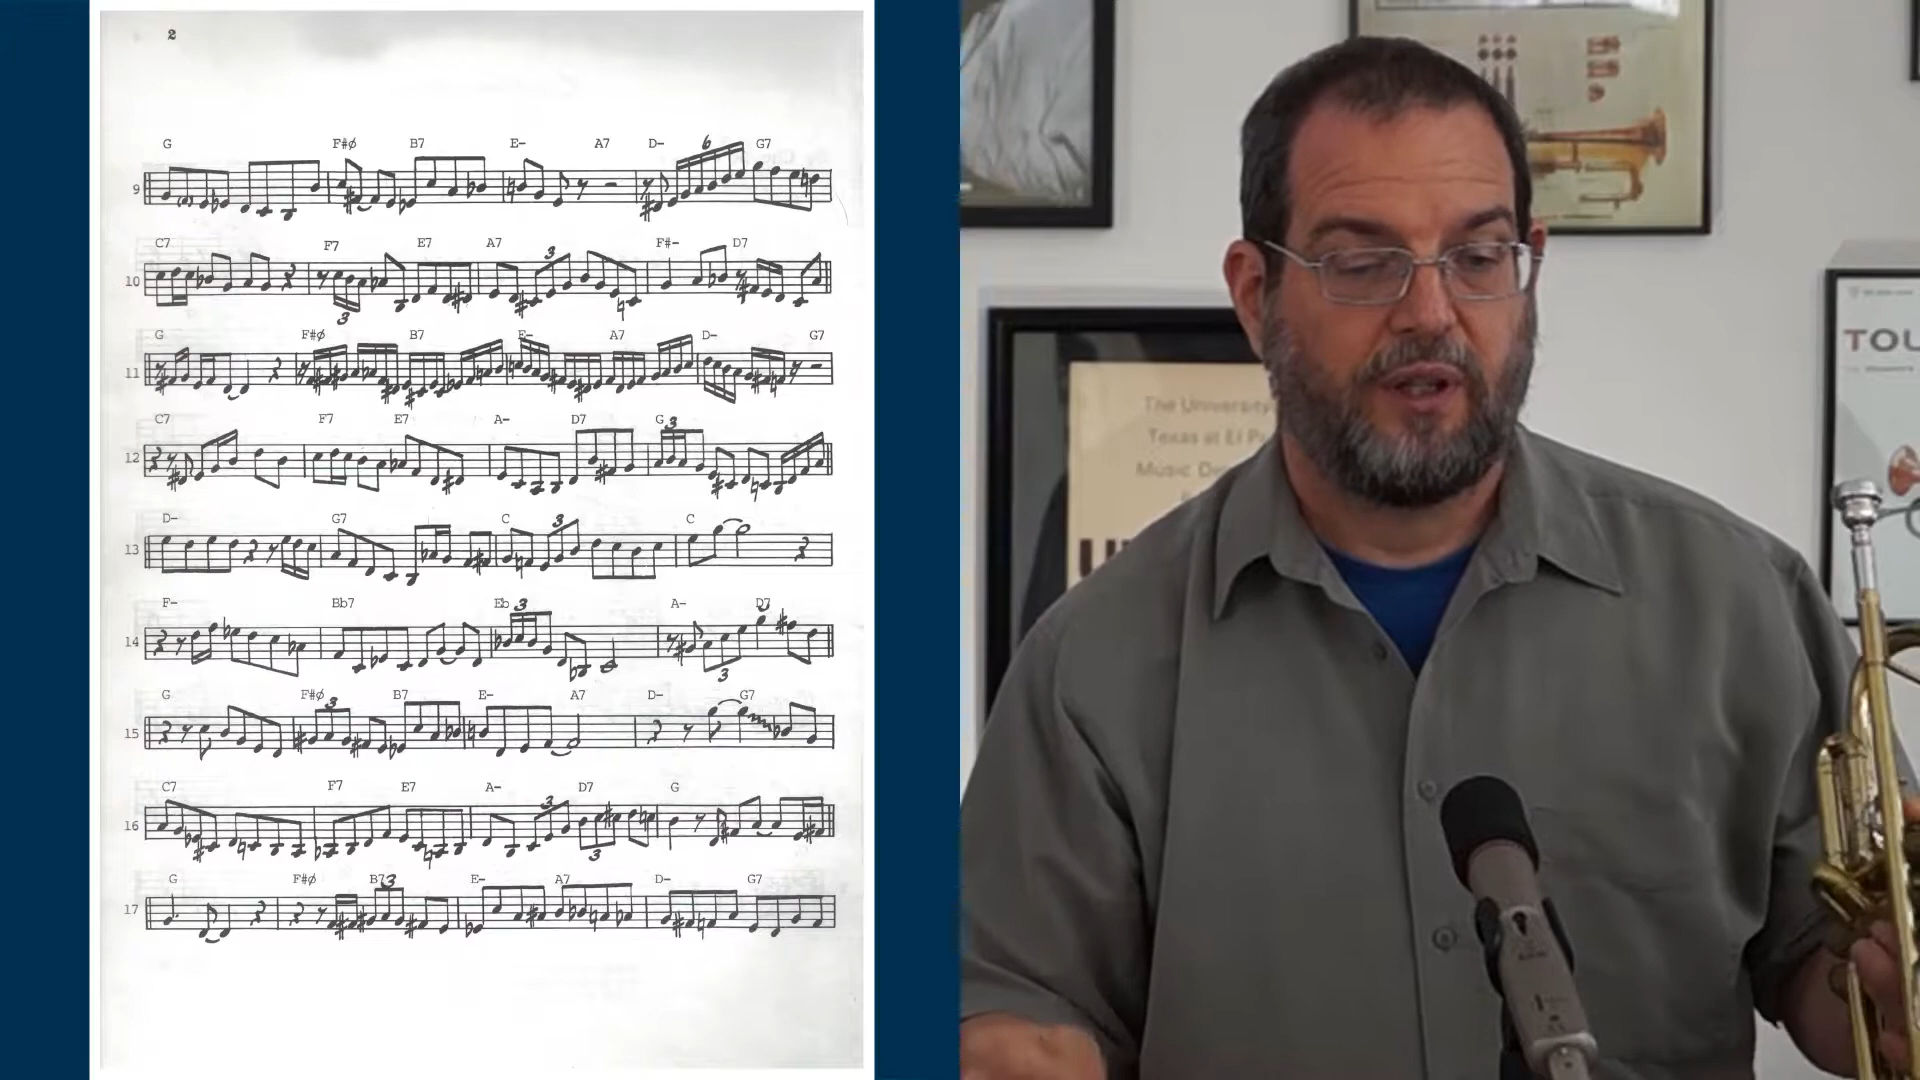 2
G F#ø B7 E- A7 D- 6 G7
9
C7 F7 E7 A7 3 F#- D7
10
3
G F#ø B7 E- A7 D- G7
11
C7 F7 E7 A- D7 G 3
12
D- G7 C 3 C
13
F- Bb7 Eb 3 A- D7
14
3
G F#ø 3 B7 E- A7 D- G7
15
C7 F7 E7 A- 3 D7 G
16
3
G F#ø B7 3 E- A7 D- G7
17
The University
Texas at El
Music
TOU